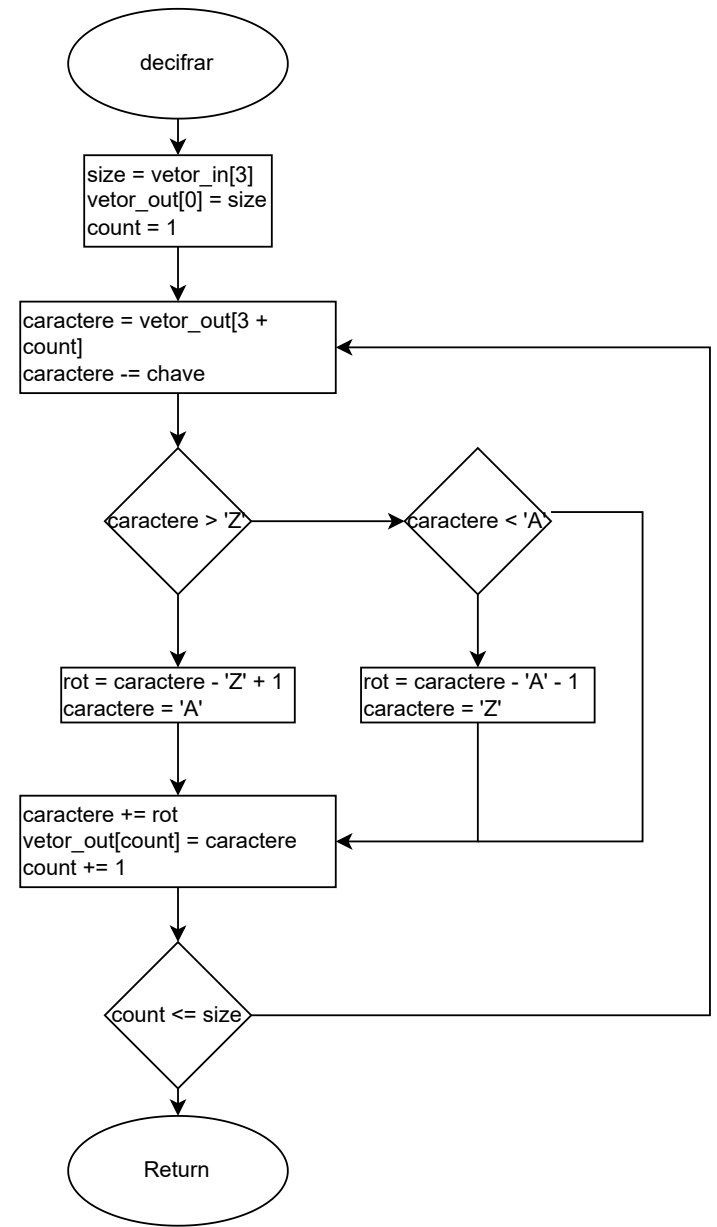 decifrar
size = vetor_in[3]
vetor_out[0] = size
count = 1
caractere = vetor_out[3 +
count]
caractere -= chave
caractere > 'Z'
caractere < 'A'
rot = caractere - 'Z' + 1
caractere = 'A'
rot = caractere - 'A' - 1
caractere = 'Z'
caractere += rot
vetor_out[count] = caractere
count += 1
count <= size
Return